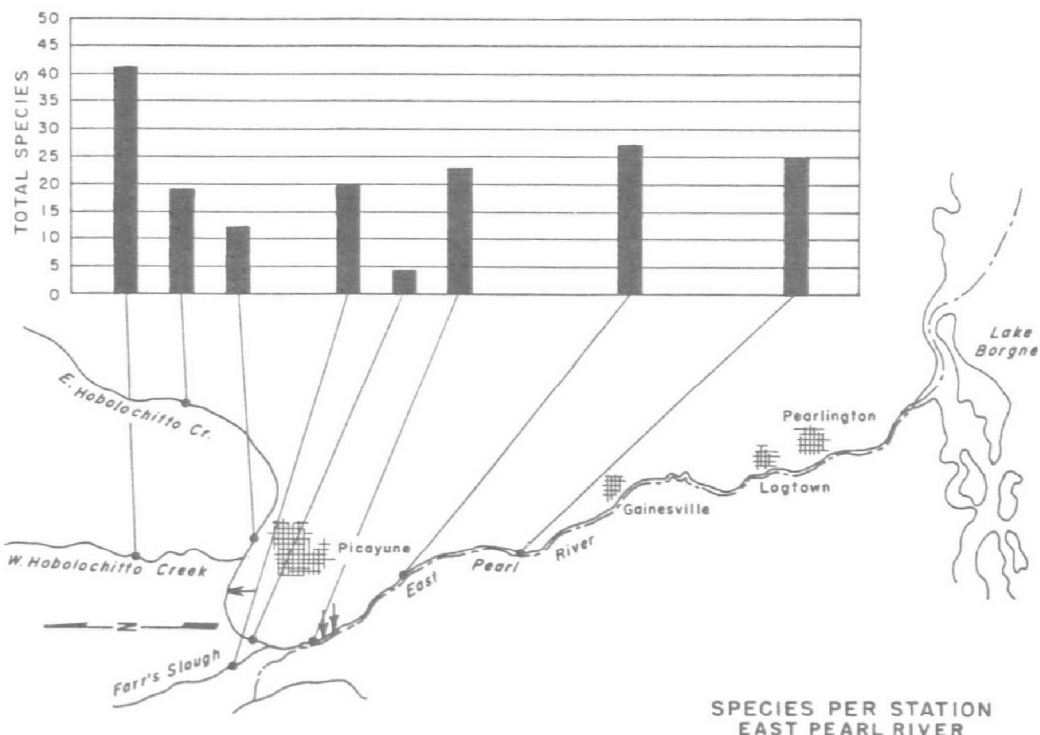 50
45
40
35
30
25
20
15
10
5
0
TOTAL SPECIES
Lake
Borgne
E. Hobolochitto Cr.
Pearlington
Logtown
Gainesville
Picayune
W. Hobolochitto Creek
East Pearl River
N
Farr's Slough
SPECIES PER STATION
EAST PEARL RIVER